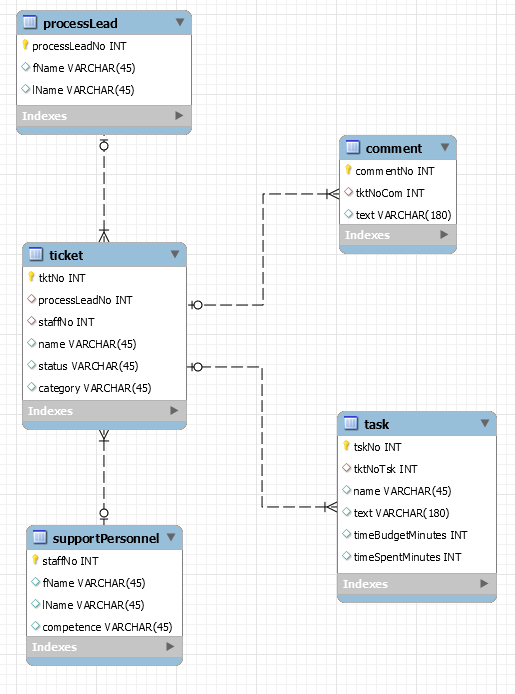 processLead
processLeadNo INT
fName VARCHAR(45)
lName VARCHAR(45)
Indexes
comment
commentNo INT
tktNoCom INT
text VARCHAR(180)
Indexes
ticket
tktNo INT
processLeadNo INT
staffNo INT
name VARCHAR(45)
status VARCHAR(45)
category VARCHAR(45)
Indexes
task
tskNo INT
tktNoTsk INT
name VARCHAR(45)
text VARCHAR(180)
timeBudgetMinutes INT
timeSpentMinutes INT
Indexes
supportPersonnel
staffNo INT
fName VARCHAR(45)
lName VARCHAR(45)
competence VARCHAR(45)
Indexes